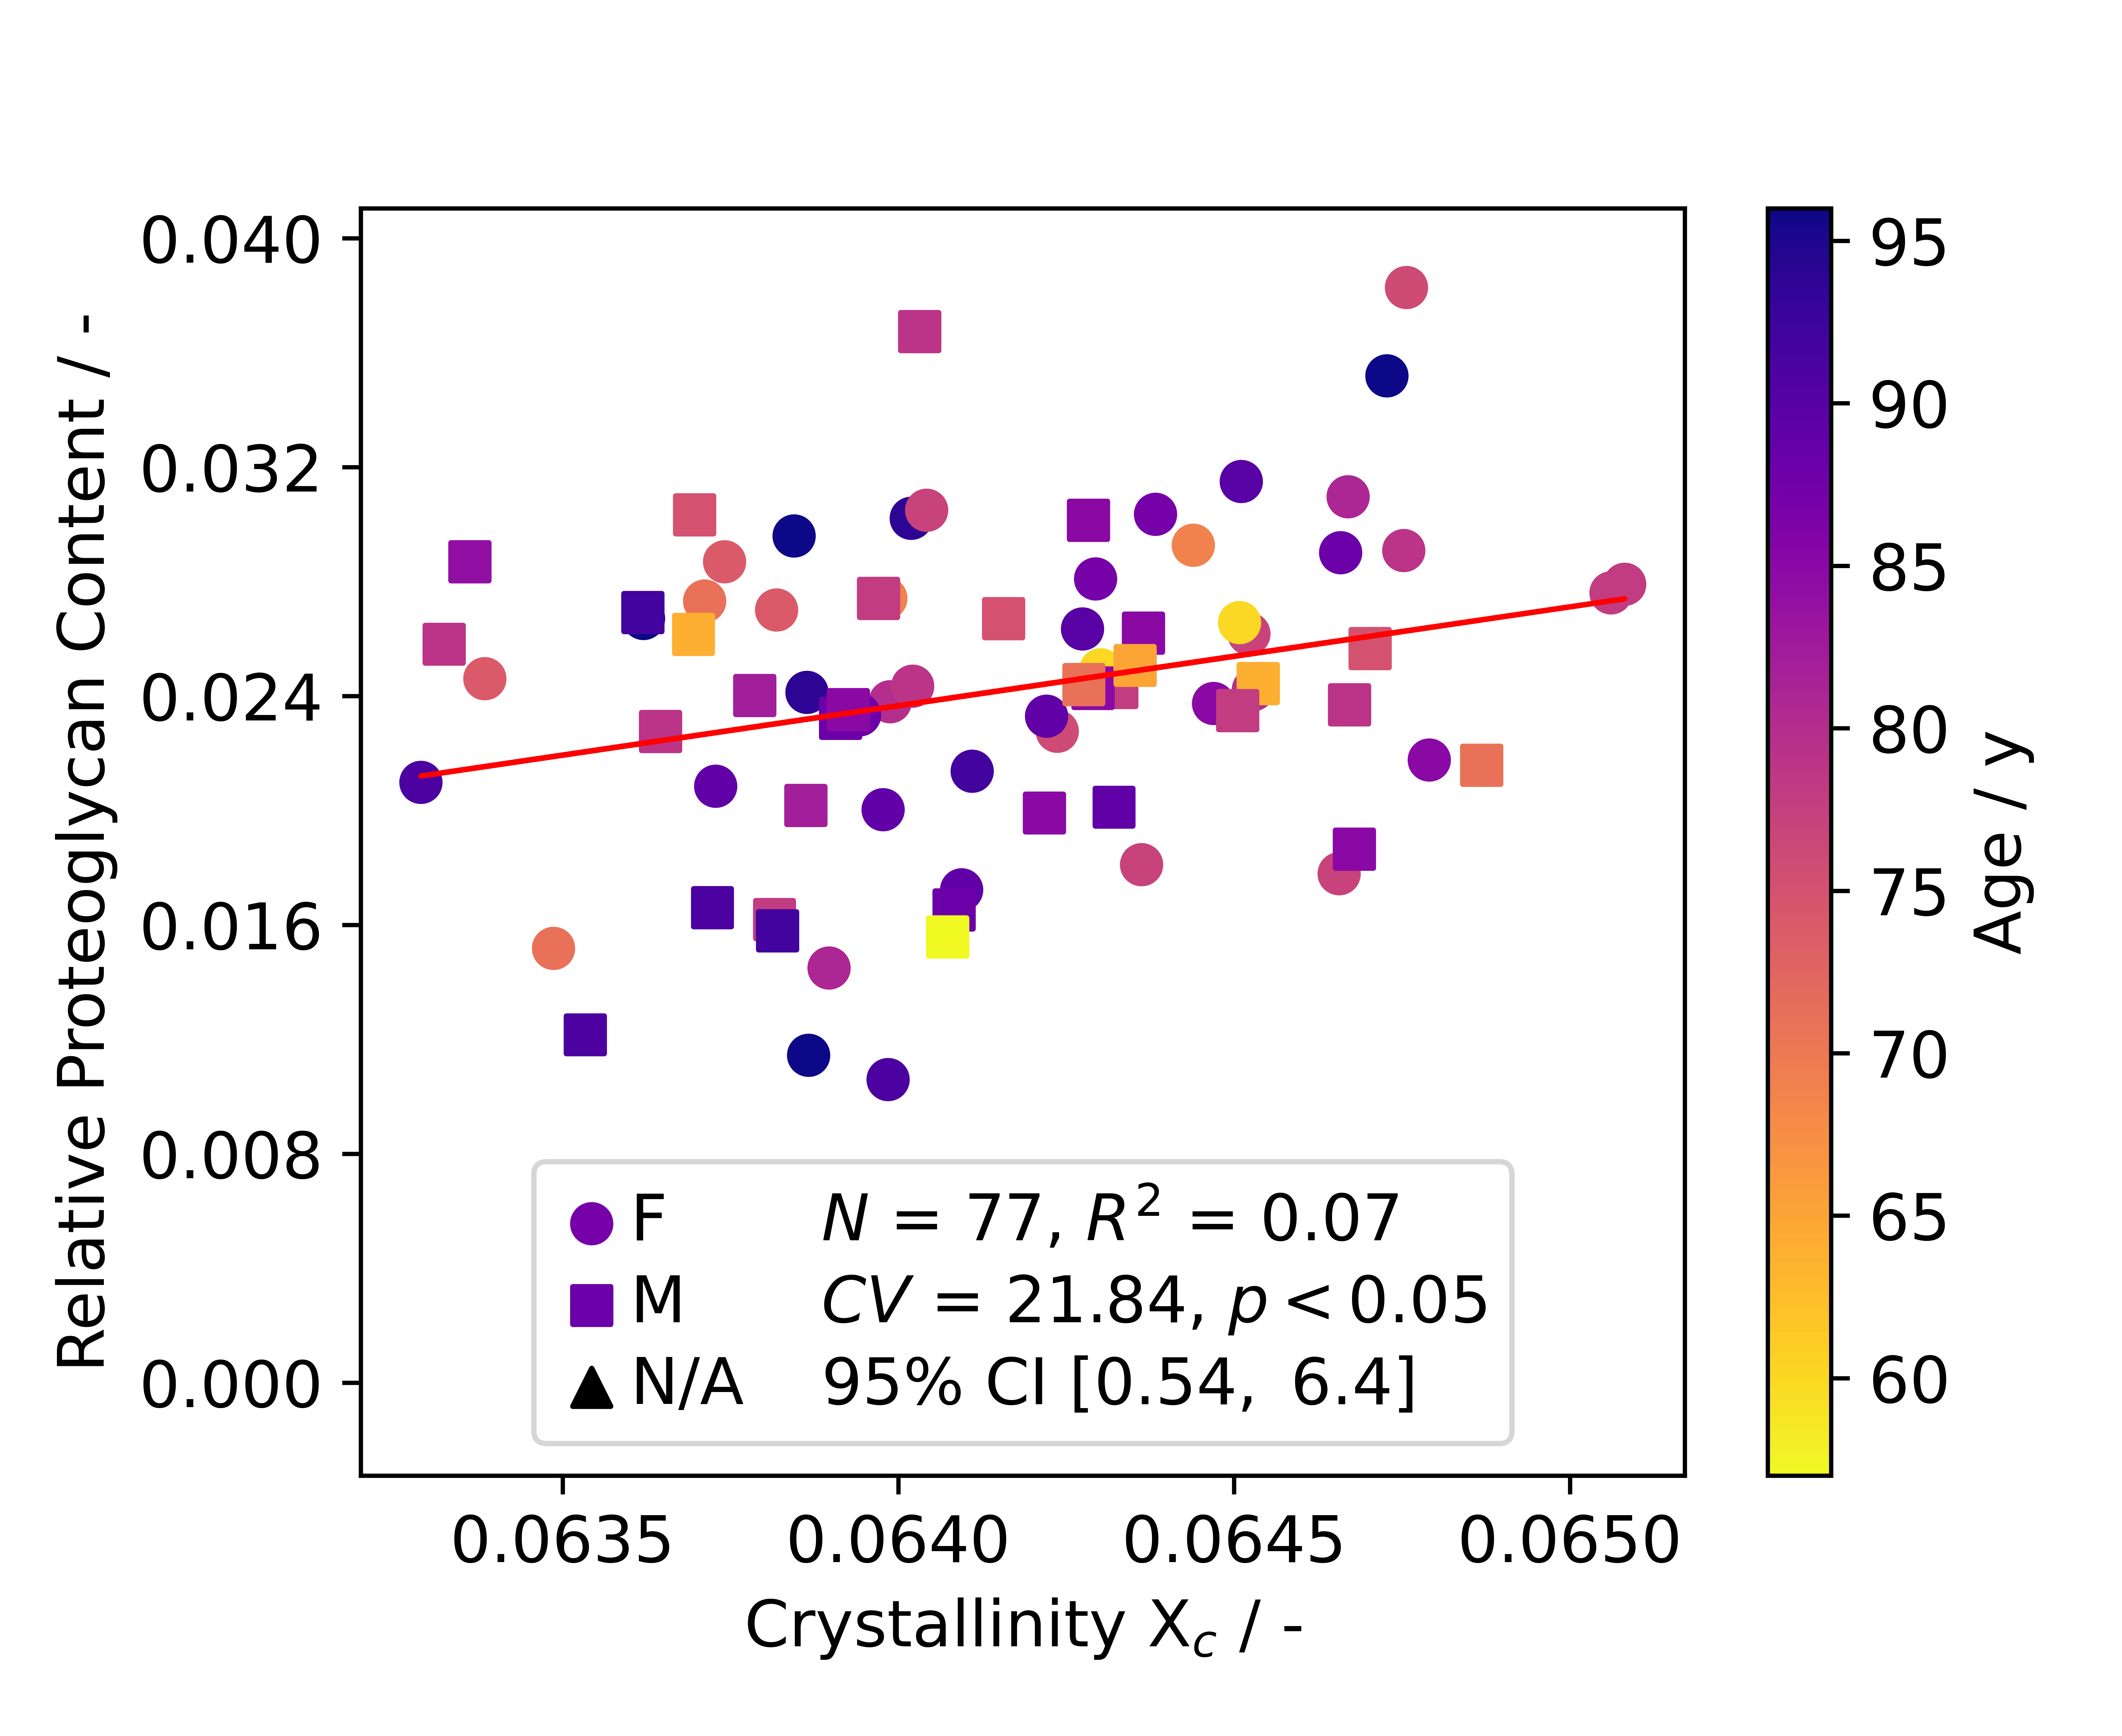 0.040
0.032
0.024
0.016
0.008
0.000
Relative Proteoglycan Content / -
0.0635 0.0640 0.0645 0.0650
Crystallinity X_c / -
F N = 77, R² = 0.07
M CV = 21.84, p < 0.05
N/A 95% CI [0.54, 6.4]
95
90
85
80
75
70
65
60
Age / y